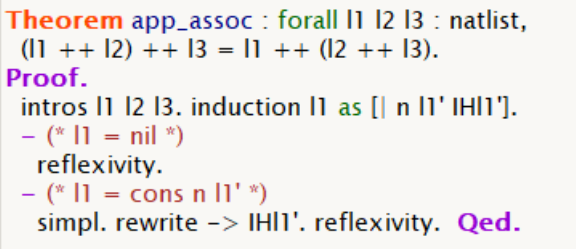 Theorem app_assoc : forall l1 l2 l3 : natlist,
(l1 ++ l2) ++ l3 = l1 ++ (l2 ++ l3).
Proof.
intros l1 l2 l3. induction l1 as [| n l1' IHl1'].
- (* l1 = nil *)
reflexivity.
- (* l1 = cons n l1' *)
simpl. rewrite -> IHl1'. reflexivity. Qed.